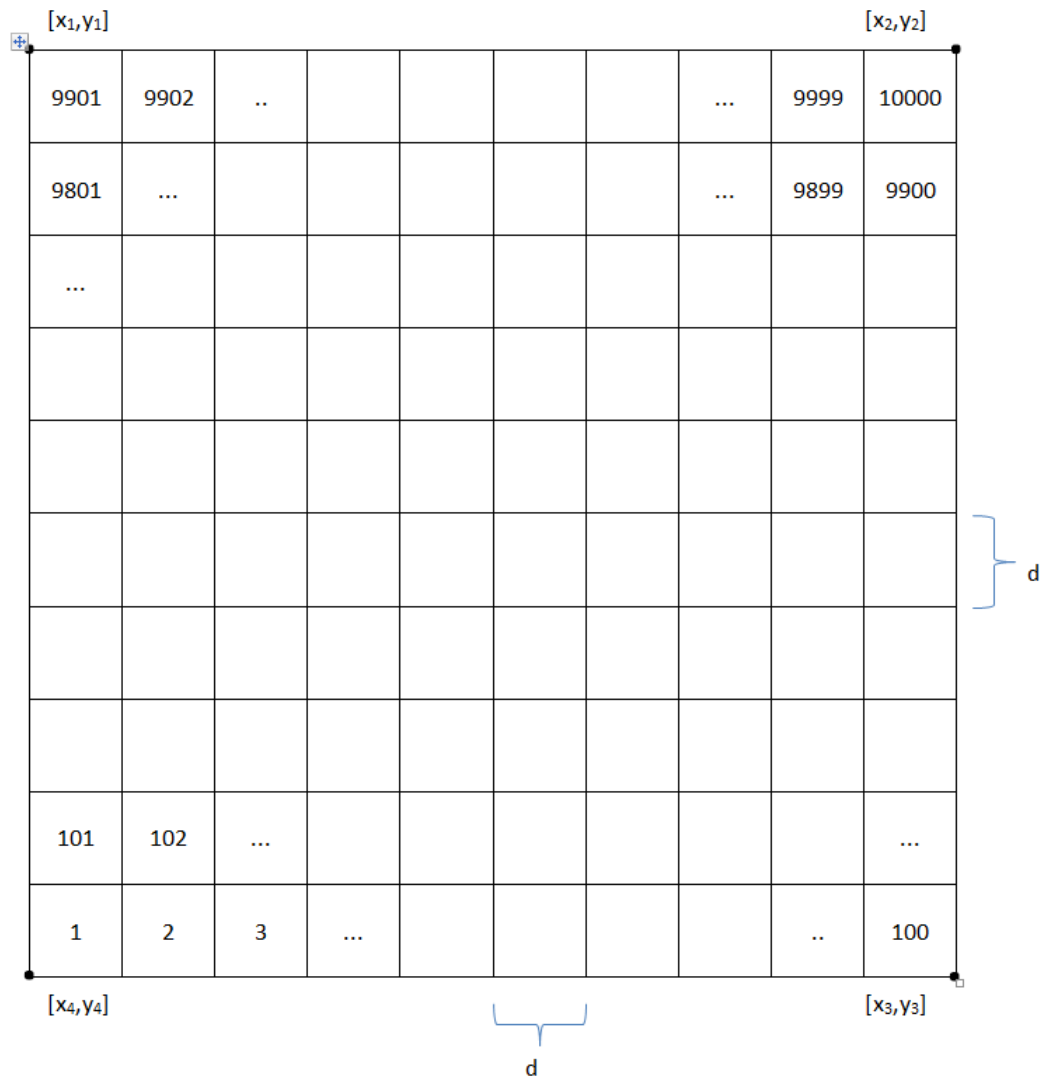 [x₁,y₁] [x₂,y₂]
9901 9902 .. ... 9999 10000
9801 ... ... 9899 9900
...
d
101 102 ... ...
1 2 3 ... .. 100
[x₄,y₄] [x₃,y₃]
d